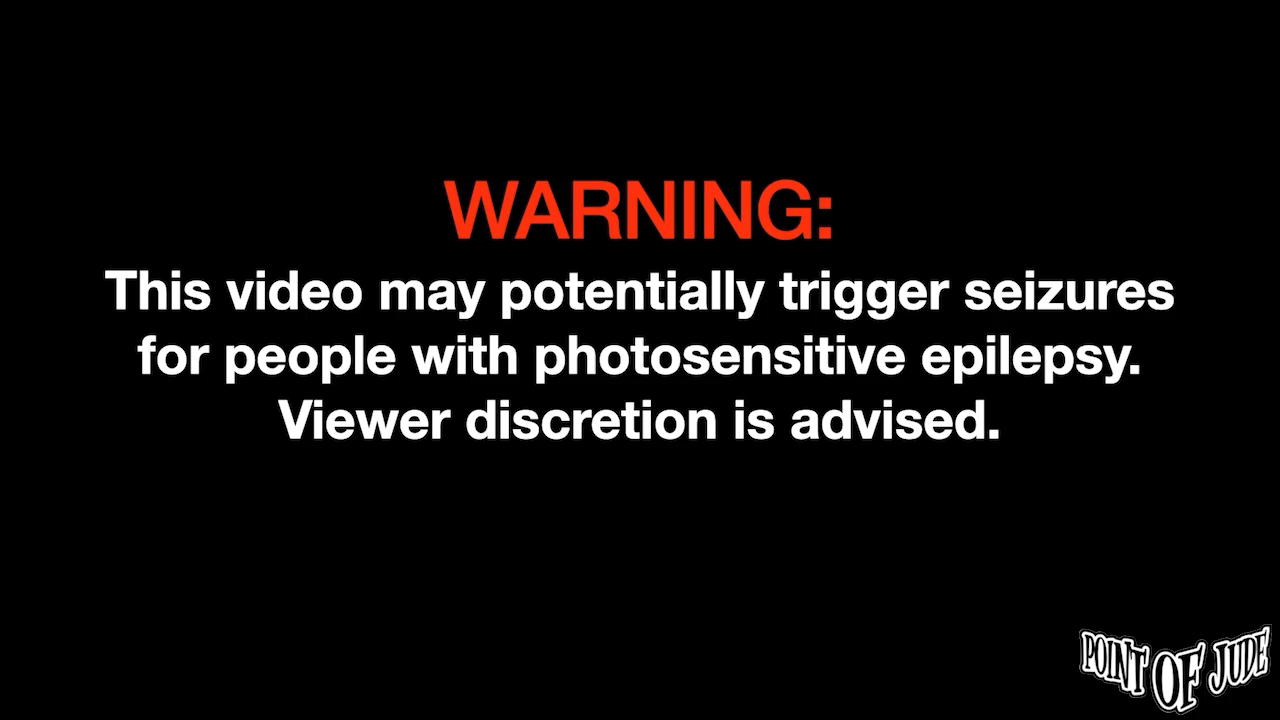 WARNING:
This video may potentially trigger seizures
for people with photosensitive epilepsy.
Viewer discretion is advised.
POINT OF JUDE